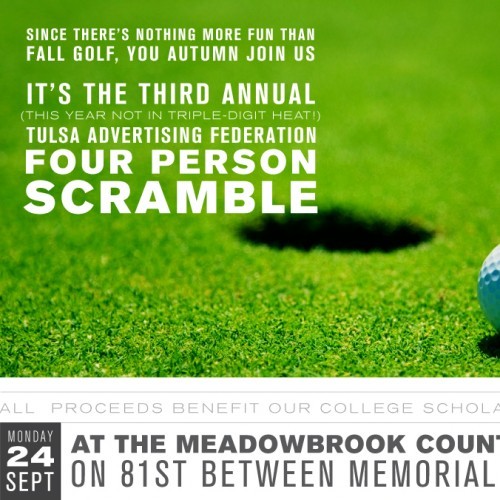 SINCE THERE'S NOTHING MORE FUN THAN
FALL GOLF, YOU AUTUMN JOIN US
IT'S THE THIRD ANNUAL
(THIS YEAR NOT IN TRIPLE-DIGIT HEAT!)
TULSA ADVERTISING FEDERATION
FOUR PERSON
SCRAMBLE
ALL PROCEEDS BENEFIT OUR COLLEGE SCHOLA
MONDAY
24
SEPT
AT THE MEADOWBROOK COUNT
ON 81ST BETWEEN MEMORIAL